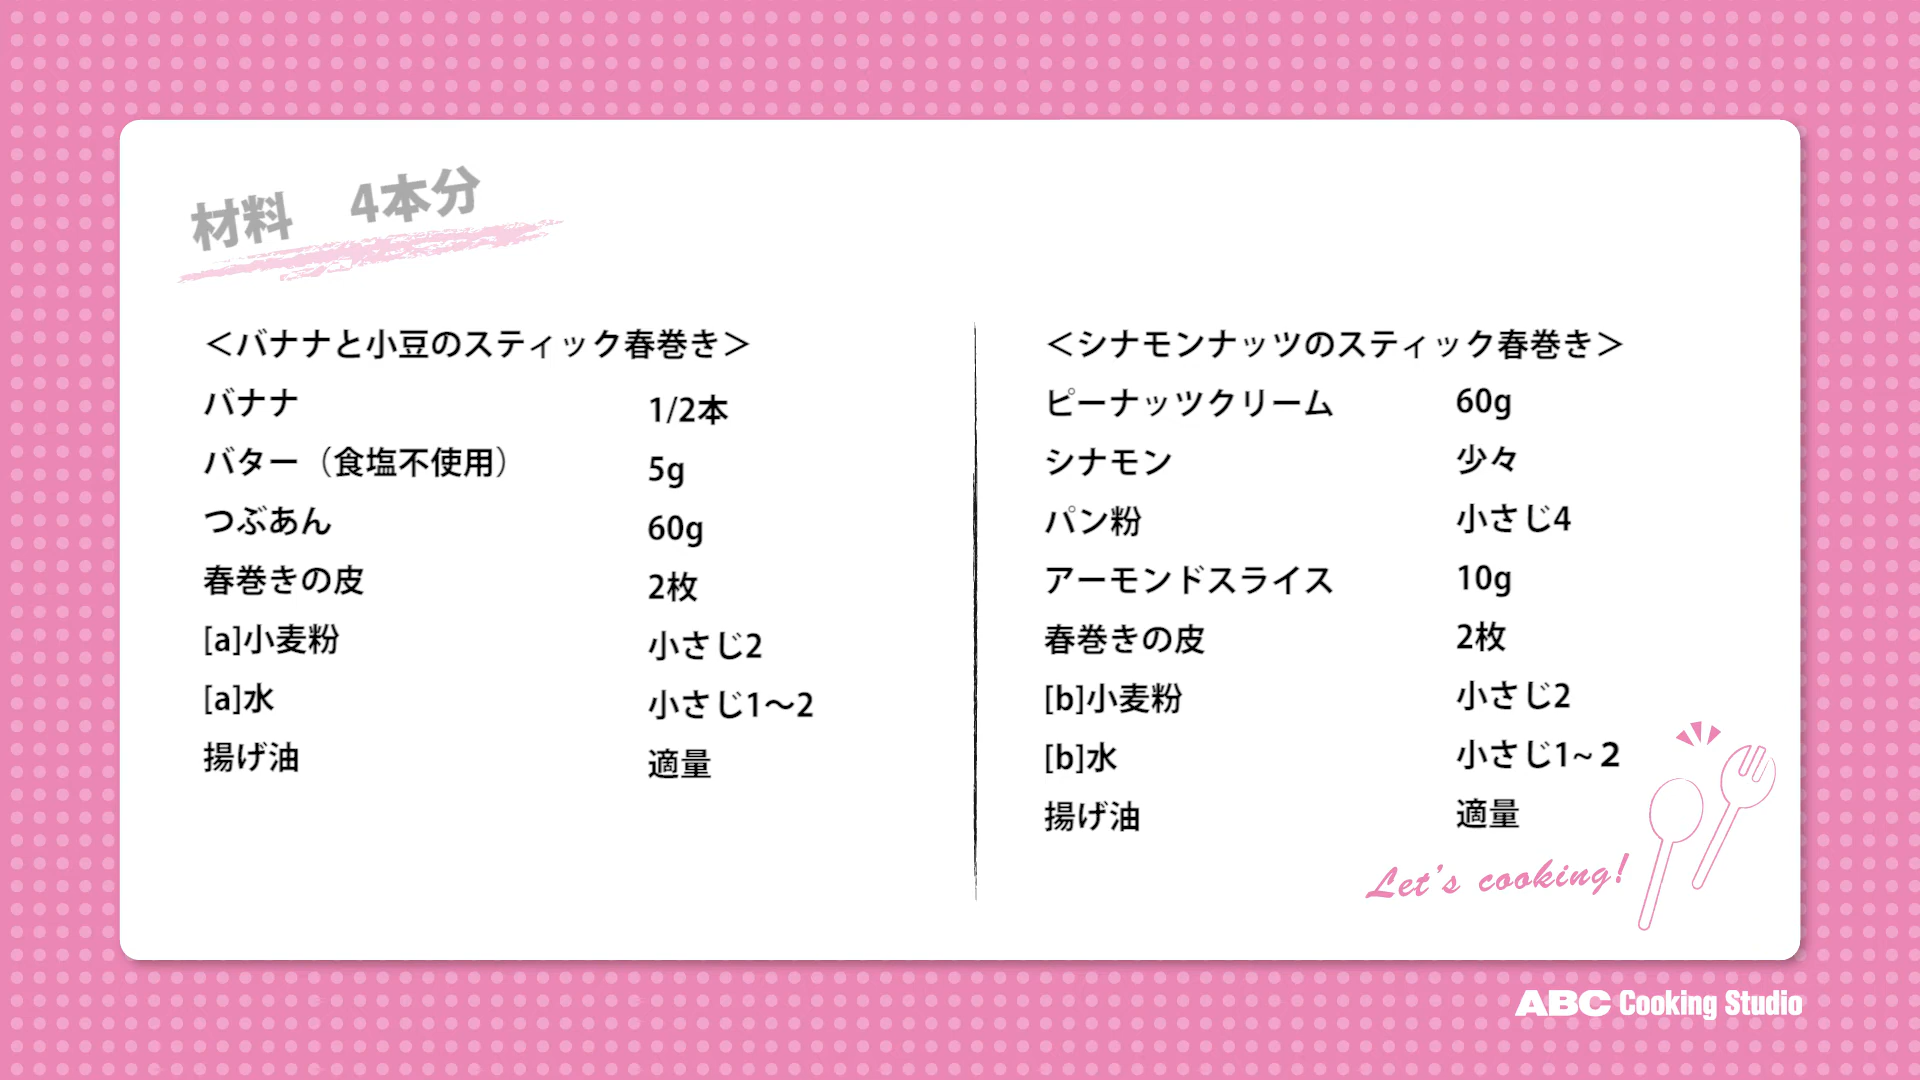 材料　4本分
＜バナナと小豆のスティック春巻き＞
バナナ　1/2本
バター（食塩不使用）　5g
つぶあん　60g
春巻きの皮　2枚
[a]小麦粉　小さじ2
[a]水　小さじ1〜2
揚げ油　適量
＜シナモンナッツのスティック春巻き＞
ピーナッツクリーム　60g
シナモン　少々
パン粉　小さじ4
アーモンドスライス　10g
春巻きの皮　2枚
[b]小麦粉　小さじ2
[b]水　小さじ1~２
揚げ油　適量
Let's cooking!
ABC Cooking Studio